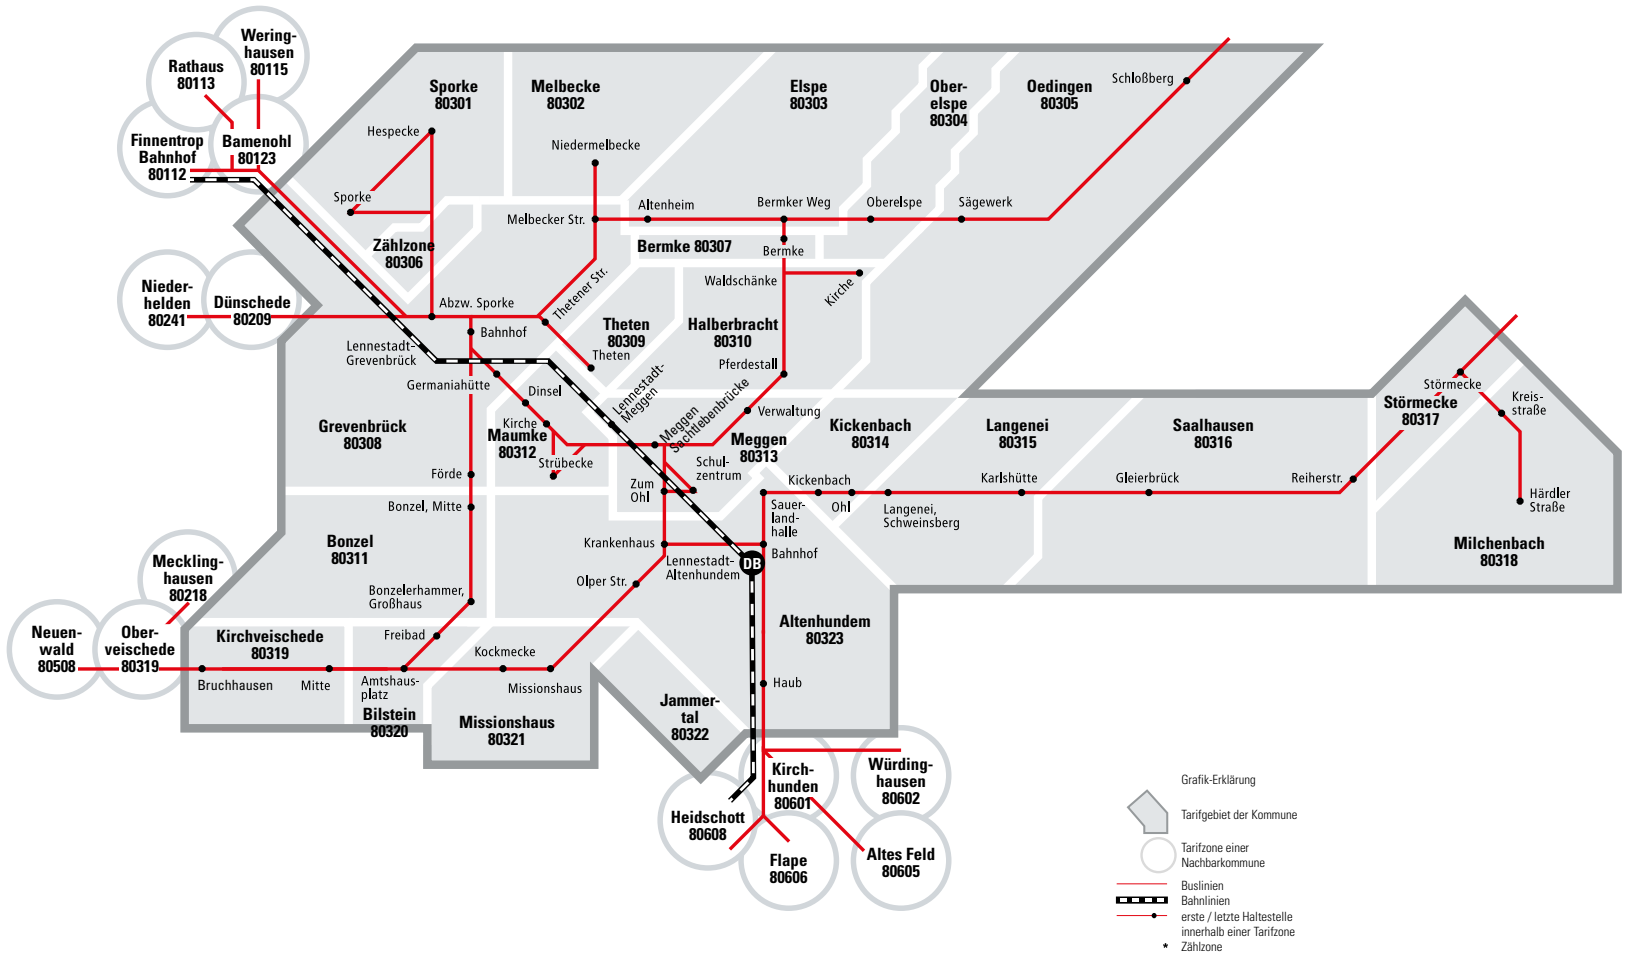 Wering-
hausen
80115
Rathaus
80113
Finnentrop
Bahnhof
80112
Bamenohl
80123
Sporke
80301
Melbecke
80302
Elspe
80303
Ober-
elspe
80304
Oedingen
80305
Schloßberg
Hespecke
Niedermelbecke
Sporke
Melbecker Str.
Altenheim
Bermker Weg
Oberelspe
Sägewerk
Zählzone
80306
Bermke 80307
Bermke
Waldschänke
Kirche
Thetener Str.
Nieder-
helden
80241
Dünschede
80209
Abzw. Sporke
Bahnhof
Lennestadt-
Grevenbrück
Theten
80309
Theten
Halberbracht
80310
Pferdestall
Germaniahütte
Dinsel
Lennestadt-
Meggen
Meggen
Sachtlebenbrücke
Verwaltung
Störmecke
Störmecke
80317
Kreis-
straße
Grevenbrück
80308
Kirche
Maumke
80312
Strübecke
Meggen
80313
Kickenbach
80314
Langenei
80315
Saalhausen
80316
Förde
Schul-
zentrum
Zum
Ohl
Kickenbach
Ohl
Karlshütte
Gleierbrück
Reiherstr.
Härdler
Straße
Bonzel, Mitte
Sauer-
land-
halle
Langenei,
Schweinsberg
Bonzel
80311
Krankenhaus
Lennestadt-
Altenhundem
DB
Bahnhof
Milchenbach
80318
Meckling-
hausen
80218
Bonzelerhammer,
Großhaus
Olper Str.
Neuen-
wald
80508
Ober-
veischede
80319
Kirchveischede
80319
Freibad
Kockmecke
Altenhundem
80323
Bruchhausen
Mitte
Amtshaus-
platz
Missionshaus
Haub
Bilstein
80320
Missionshaus
80321
Jammer-
tal
80322
Kirch-
hunden
80601
Würding-
hausen
80602
Heidschott
80608
Flape
80606
Altes Feld
80605
Grafik-Erklärung
Tarifgebiet der Kommune
Tarifzone einer
Nachbarkommune
Buslinien
Bahnlinien
erste / letzte Haltestelle
innerhalb einer Tarifzone
* Zählzone